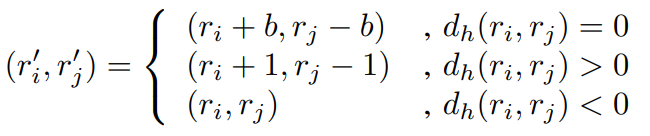 (r_i + b, r_j − b) , d_h(r_i, r_j) = 0
(r′_i, r′_j) = { (r_i + 1, r_j − 1) , d_h(r_i, r_j) > 0
(r_i, r_j) , d_h(r_i, r_j) < 0